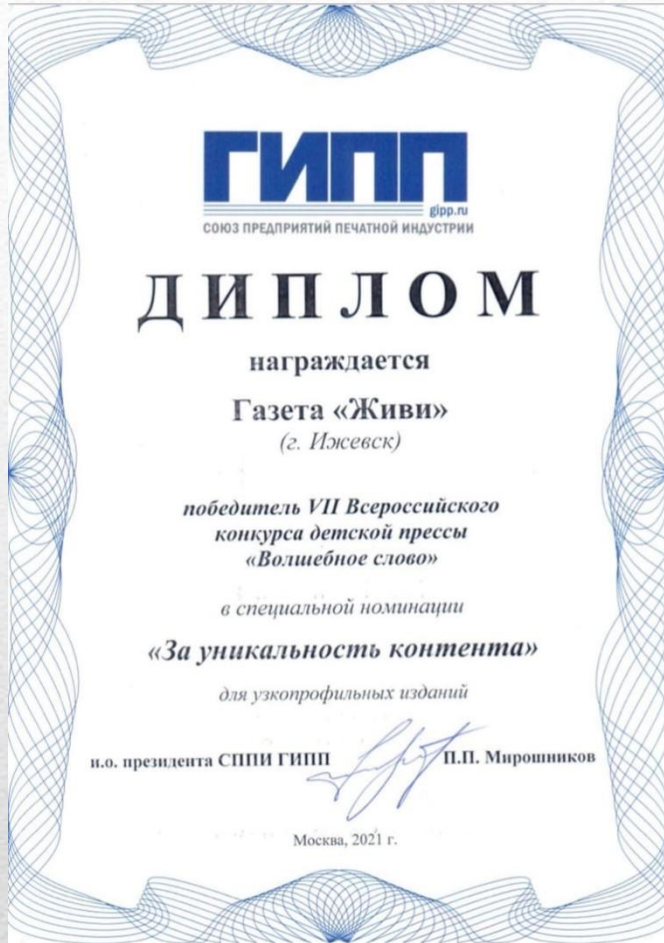 ГИПП
gipp.ru
СОЮЗ ПРЕДПРИЯТИЙ ПЕЧАТНОЙ ИНДУСТРИИ
ДИПЛОМ
награждается
Газета «Живи»
(г. Ижевск)
победитель VII Всероссийского
конкурса детской прессы
«Волшебное слово»
в специальной номинации
«За уникальность контента»
для узкопрофильных изданий
и.о. президента СППИ ГИПП П.П. Мирошников
Москва, 2021 г.